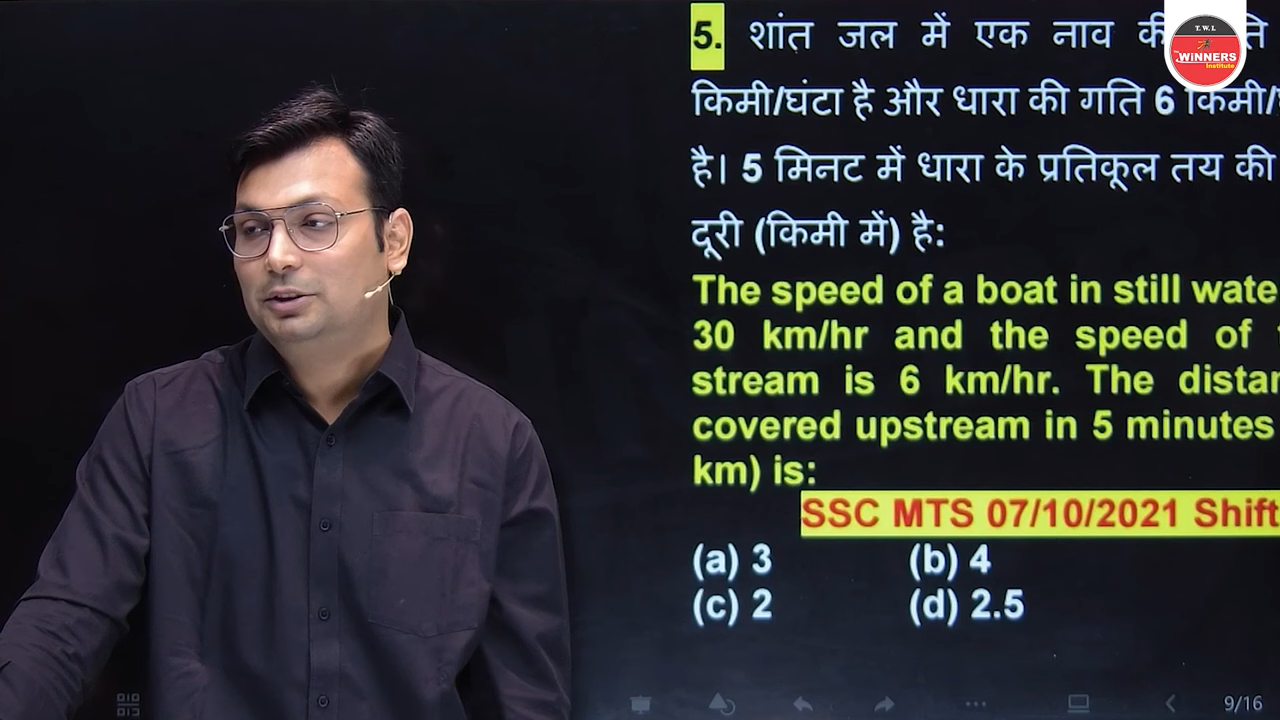 5. शांत जल में एक नाव
किमी/घंटा है और धारा की गति 6
है। 5 मिनट में धारा के प्रतिकूल तय की
दूरी (किमी में) है:
The speed of a boat in still
30 km/hr and the speed of
stream is 6 km/hr. The
covered upstream in 5 minutes
km) is:
SSC MTS 07/10/2021 Shift
(a) 3 (b) 4
(c) 2 (d) 2.5
T.W.I.
The WINNERS
Institute
9/16